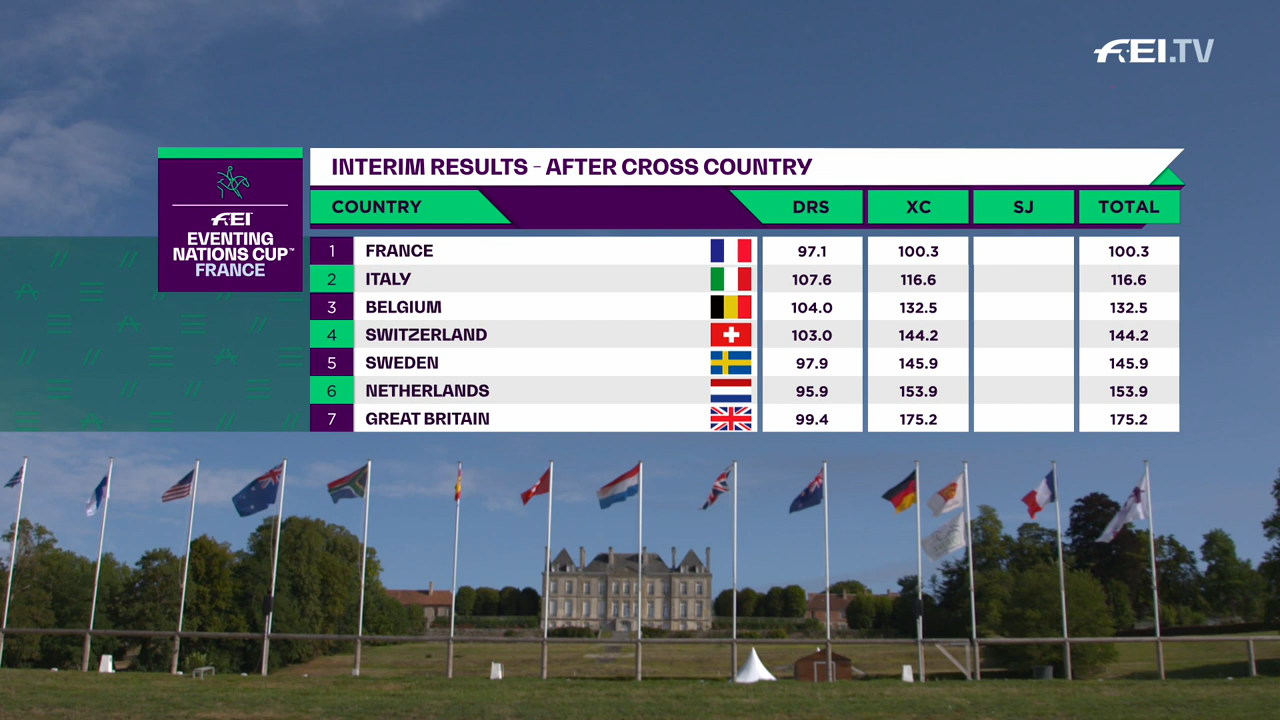 FEI.TV
INTERIM RESULTS - AFTER CROSS COUNTRY
FEI
EVENTING
NATIONS CUP™
FRANCE
COUNTRY DRS XC SJ TOTAL
1 FRANCE 97.1 100.3 100.3
2 ITALY 107.6 116.6 116.6
3 BELGIUM 104.0 132.5 132.5
4 SWITZERLAND 103.0 144.2 144.2
5 SWEDEN 97.9 145.9 145.9
6 NETHERLANDS 95.9 153.9 153.9
7 GREAT BRITAIN 99.4 175.2 175.2